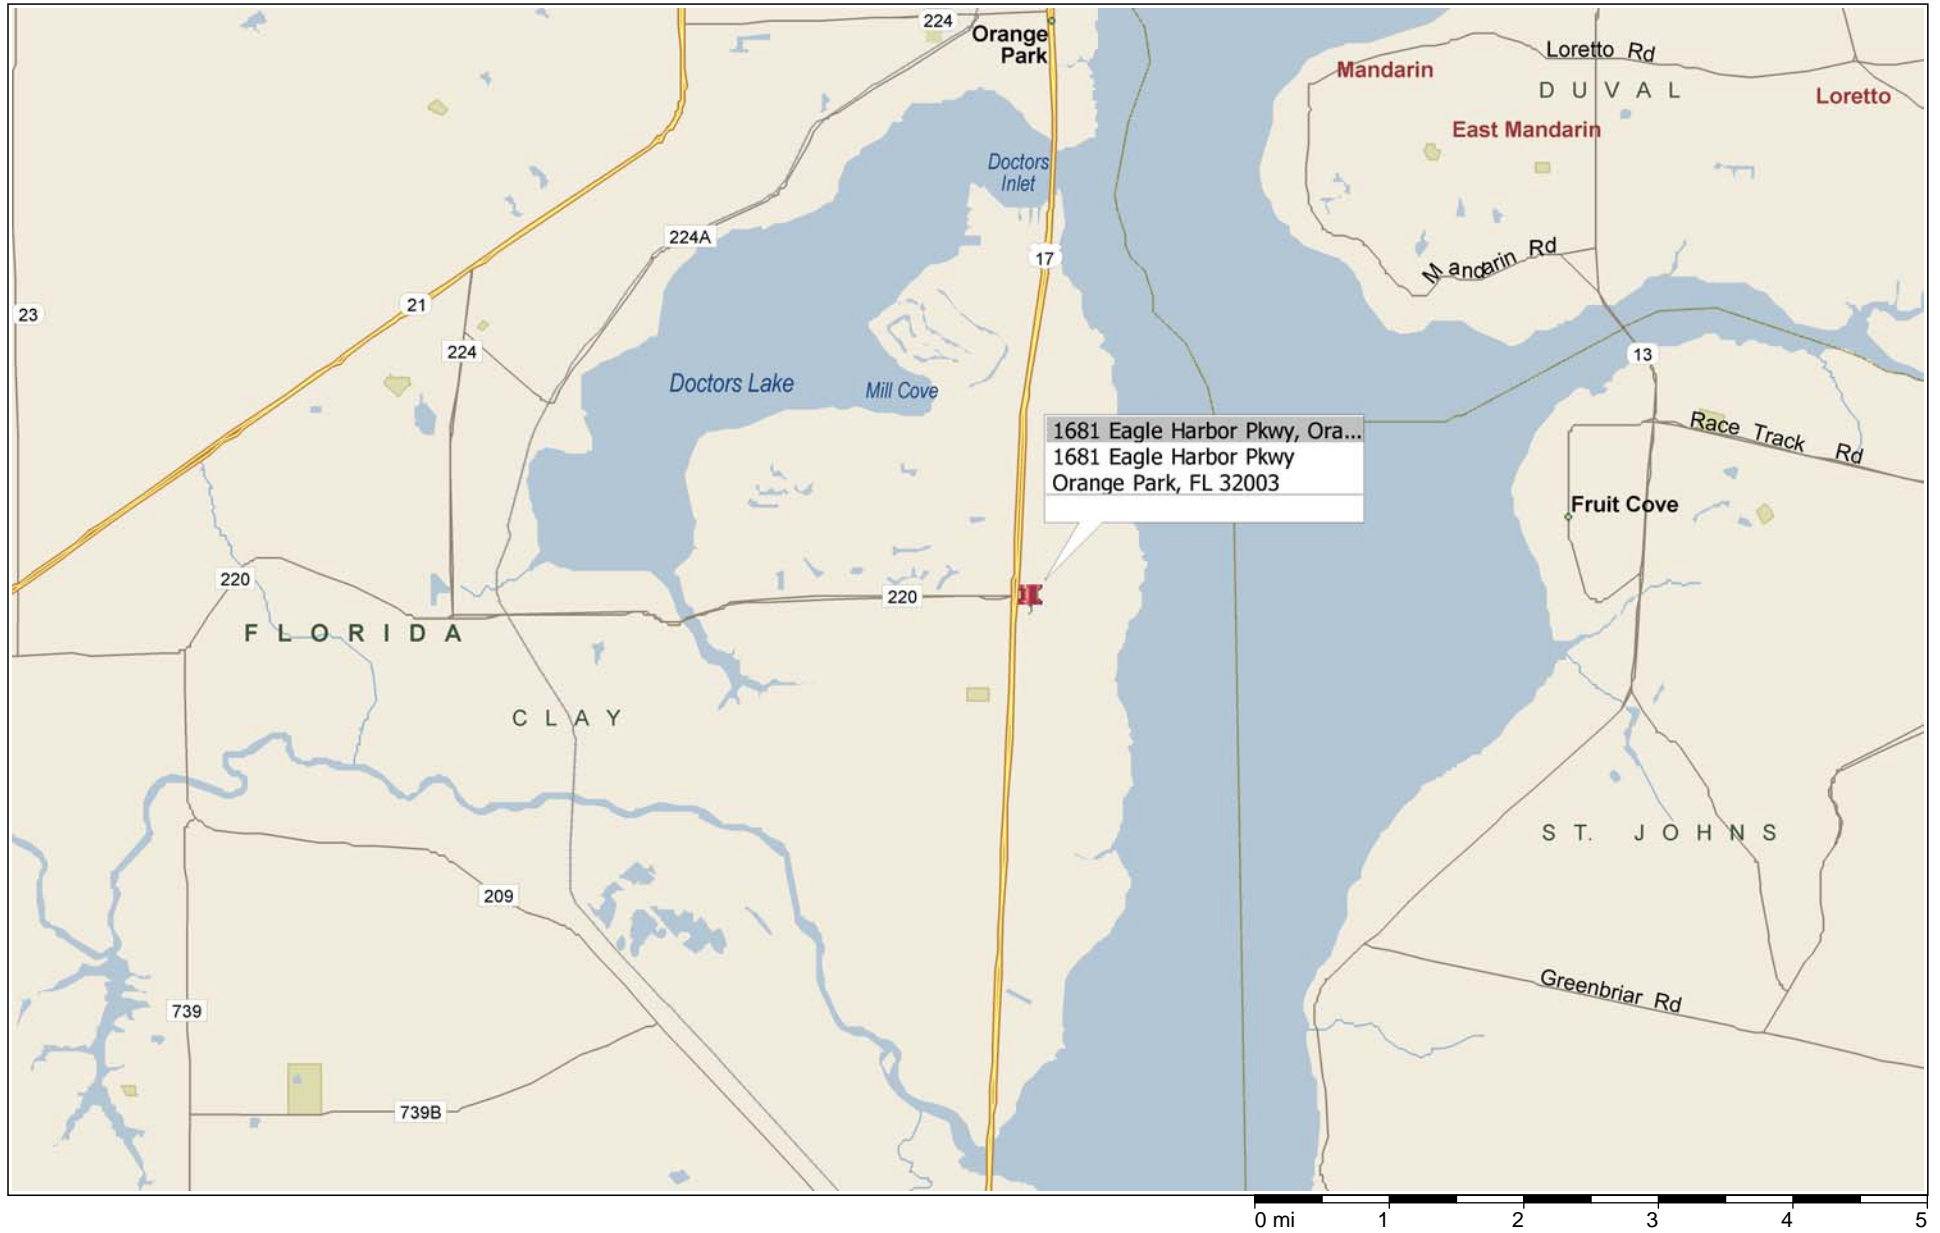 224
Orange
Park
Loretto Rd
Mandarin
DUVAL
Loretto
East Mandarin
Doctors
Inlet
224A
17
Mandarin Rd
21
23
224
13
Doctors Lake
Mill Cove
1681 Eagle Harbor Pkwy, Ora...
1681 Eagle Harbor Pkwy
Orange Park, FL 32003
Race Track Rd
Fruit Cove
220
220
FLORIDA
CLAY
ST. JOHNS
209
Greenbriar Rd
739
739B
0 mi 1 2 3 4 5